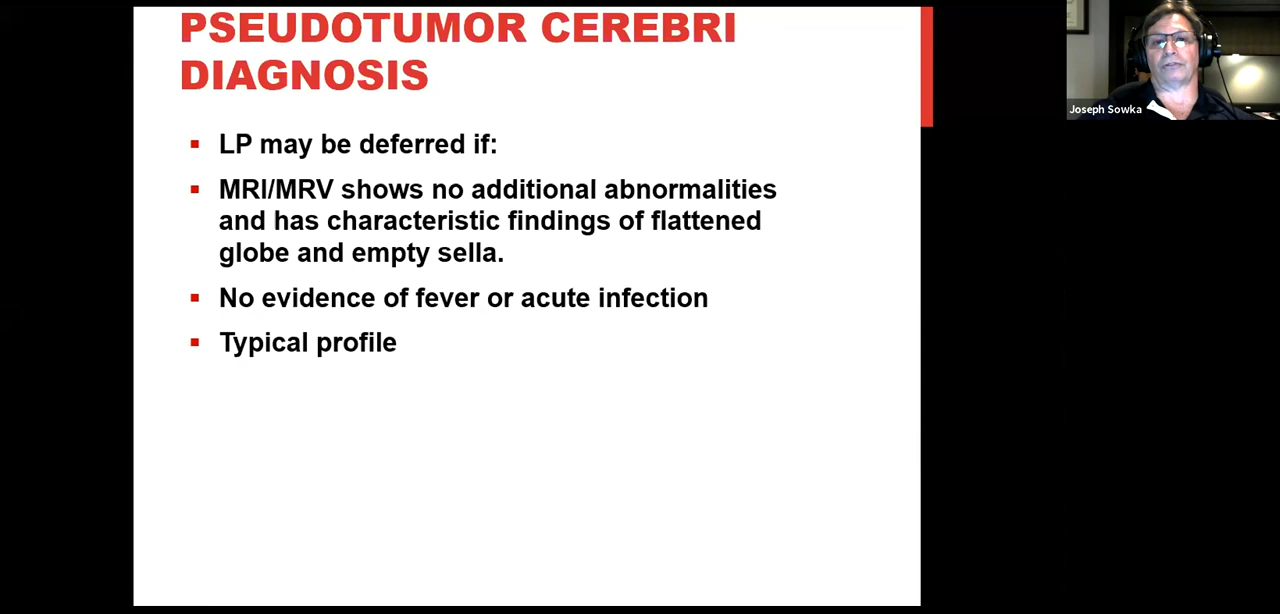 PSEUDOTUMOR CEREBRI
DIAGNOSIS
LP may be deferred if:
MRI/MRV shows no additional abnormalities
and has characteristic findings of flattened
globe and empty sella.
No evidence of fever or acute infection
Typical profile
Joseph Sowka